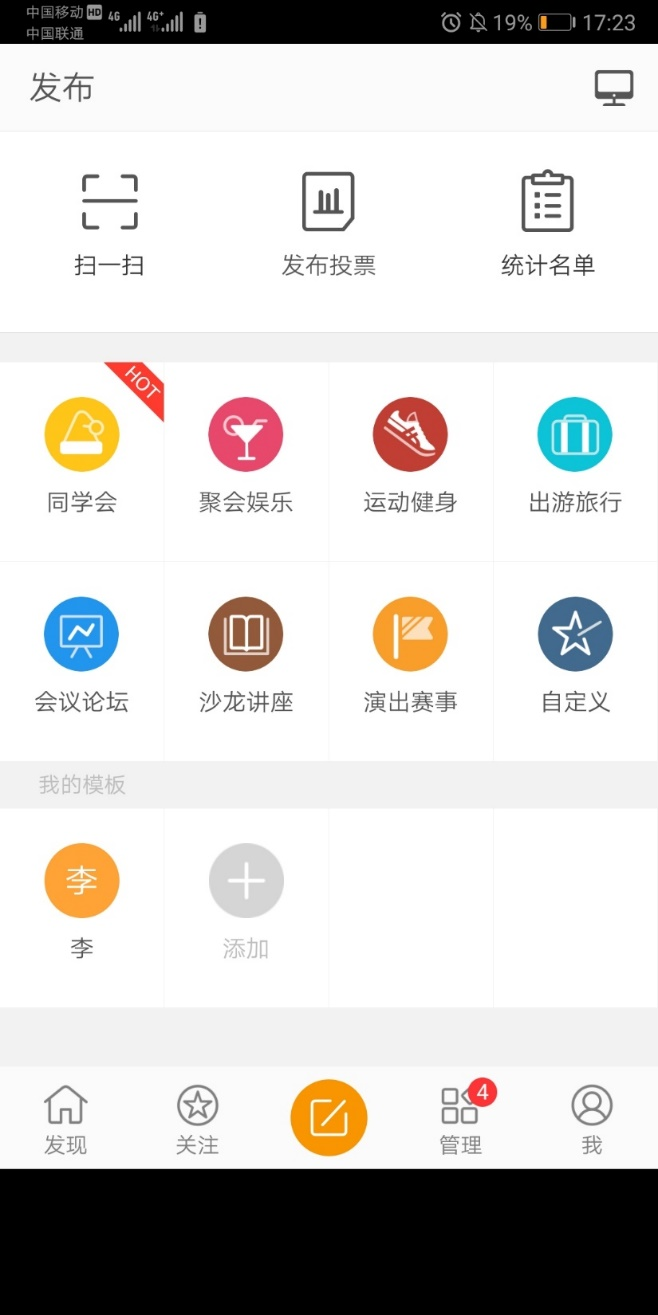 中国移动 HD 4G 4G+ 19% 17:23
中国联通
发布
扫一扫 发布投票 统计名单
HOT
同学会 聚会娱乐 运动健身 出游旅行
会议论坛 沙龙讲座 演出赛事 自定义
我的模板
李
李 添加
4
发现 关注 管理 我